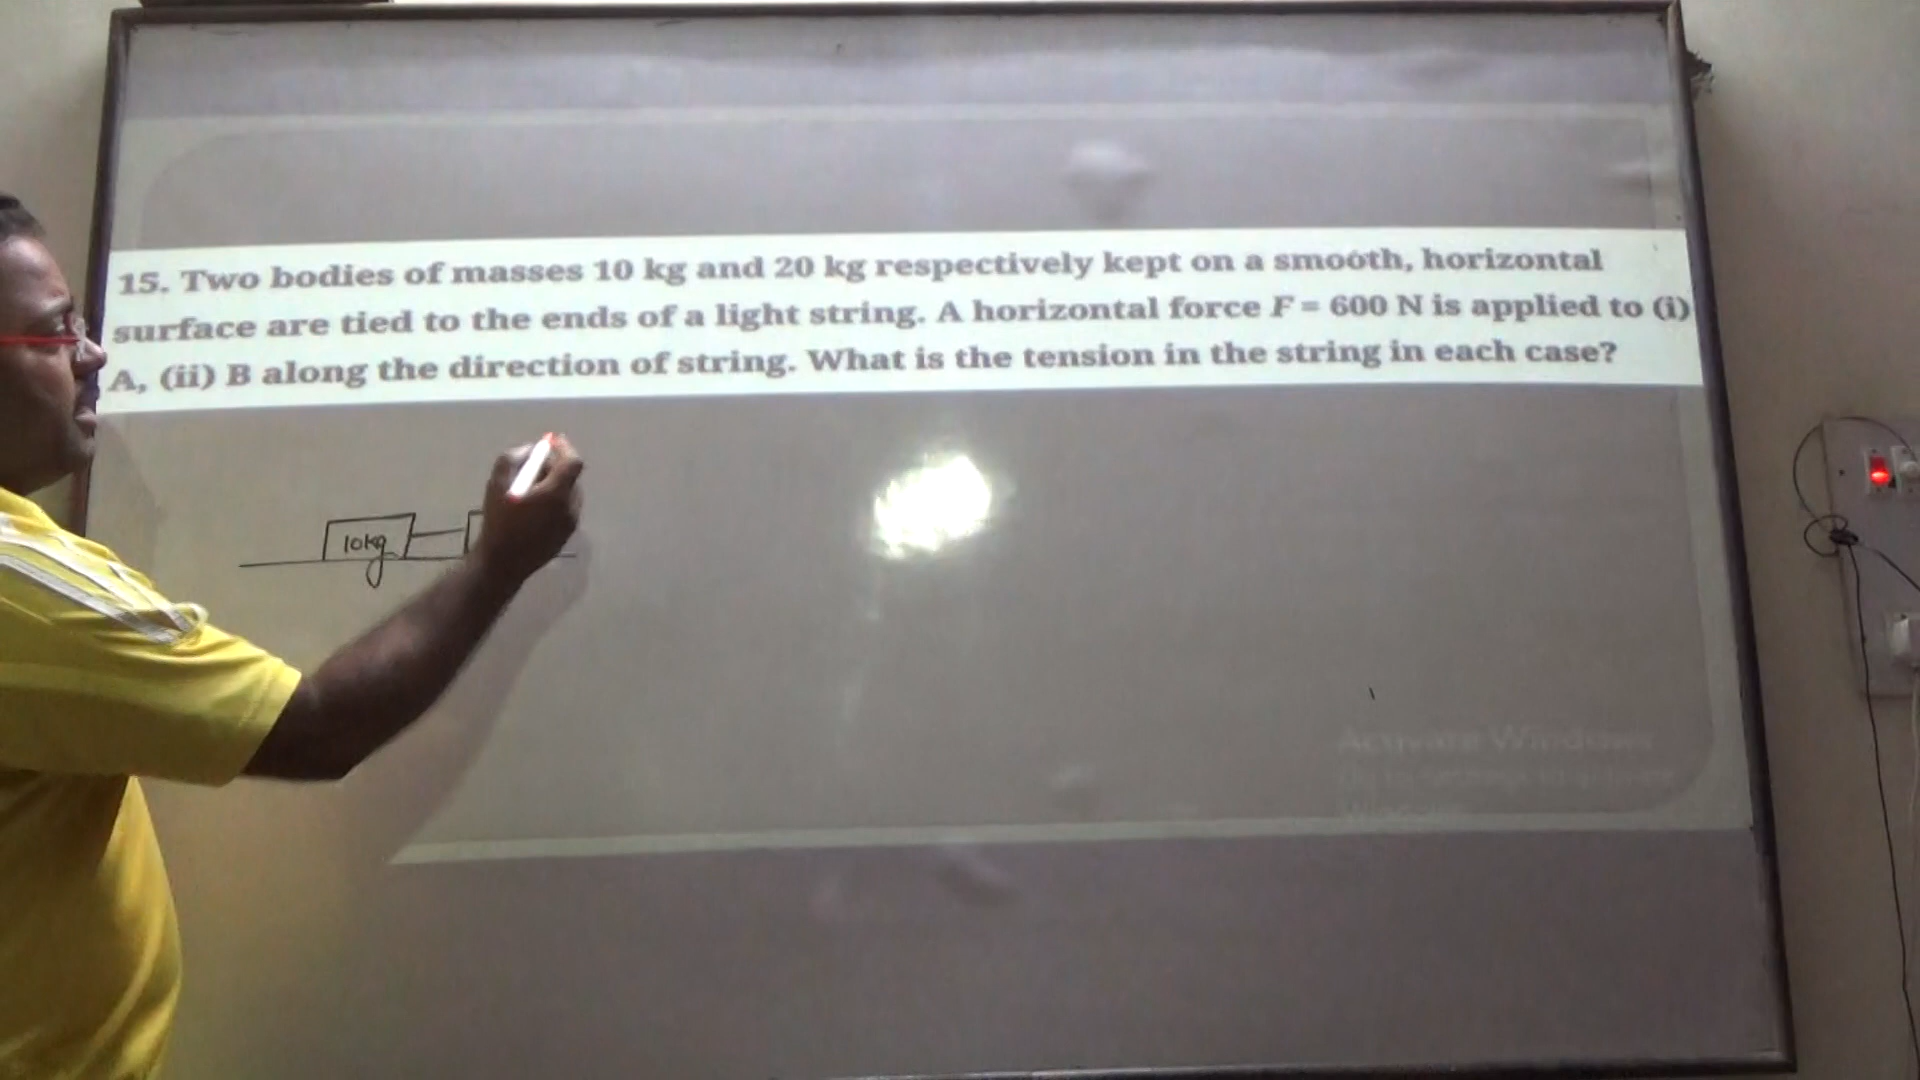 15. Two bodies of masses 10 kg and 20 kg respectively kept on a smooth, horizontal
surface are tied to the ends of a light string. A horizontal force F = 600 N is applied to (i)
A, (ii) B along the direction of string. What is the tension in the string in each case?
10kg
Activate Windows